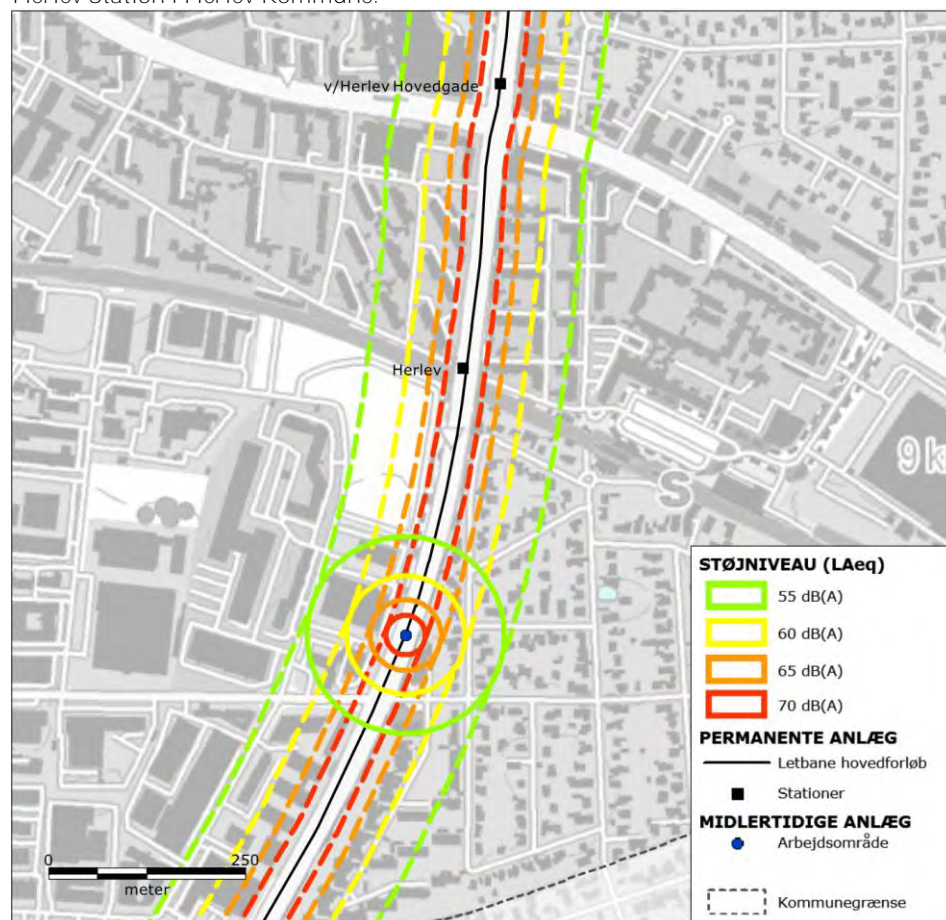 Herlev Station i Herlev Kommune.
v/Herlev Hovedgade
Herlev
S
9 k
STØJNIVEAU (LAeq)
55 dB(A)
60 dB(A)
65 dB(A)
70 dB(A)
PERMANENTE ANLÆG
Letbane hovedforløb
Stationer
MIDLERTIDIGE ANLÆG
Arbejdsområde
Kommunegrænse
0 250
meter